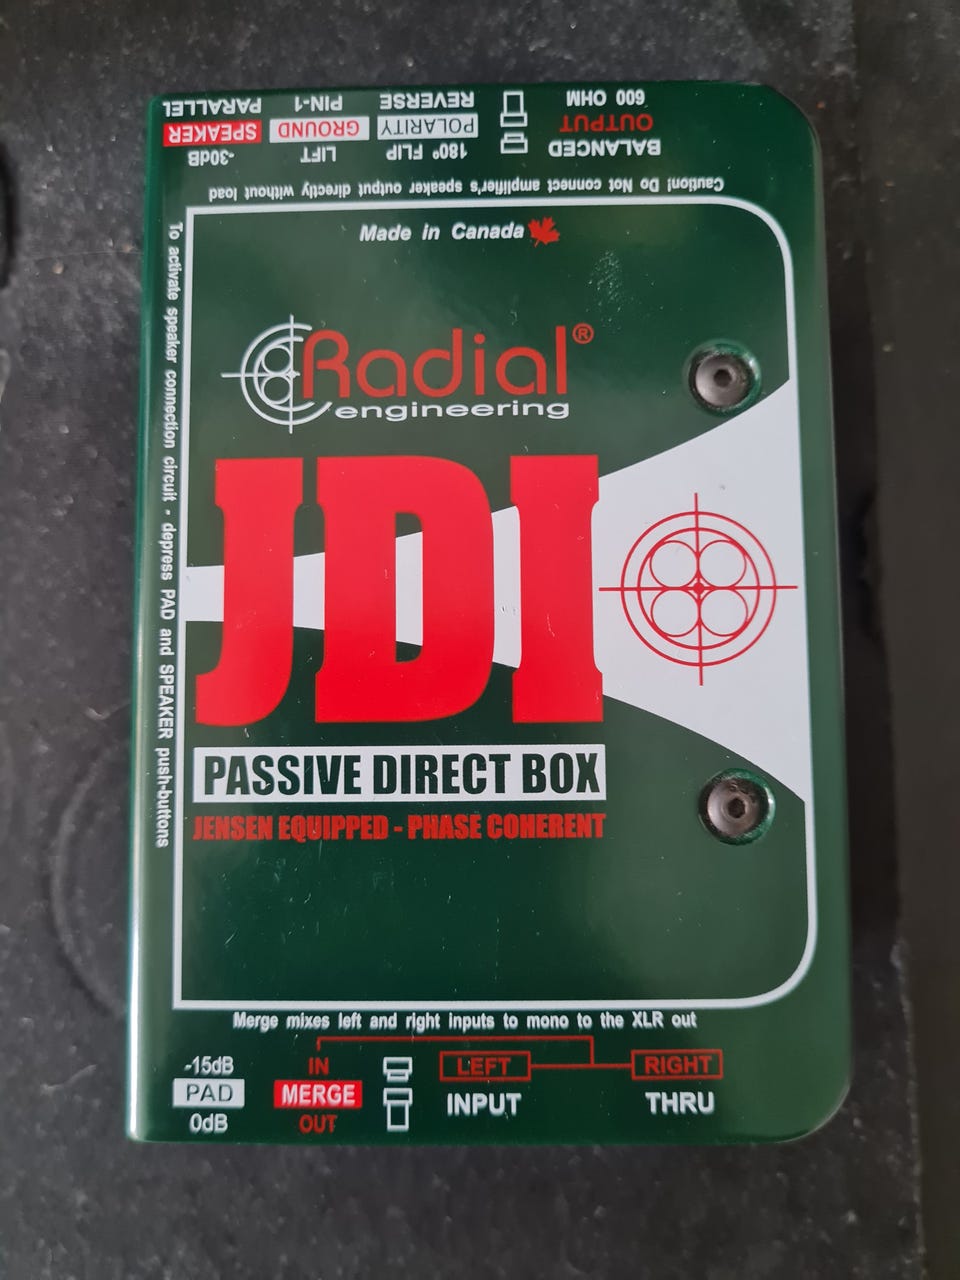 PARALLEL PIN-1 REVERSE 600 OHM
SPEAKER GROUND POLARITY OUTPUT
-30dB LIFT 180º FLIP BALANCED
Caution! Do Not connect amplifier's speaker output directly without load
To activate speaker connection circuit - depress PAD and SPEAKER push-buttons
Made in Canada
Radial®
engineering
JDI
PASSIVE DIRECT BOX
JENSEN EQUIPPED - PHASE COHERENT
Merge mixes left and right inputs to mono to the XLR out
-15dB IN LEFT RIGHT
PAD MERGE INPUT THRU
0dB OUT